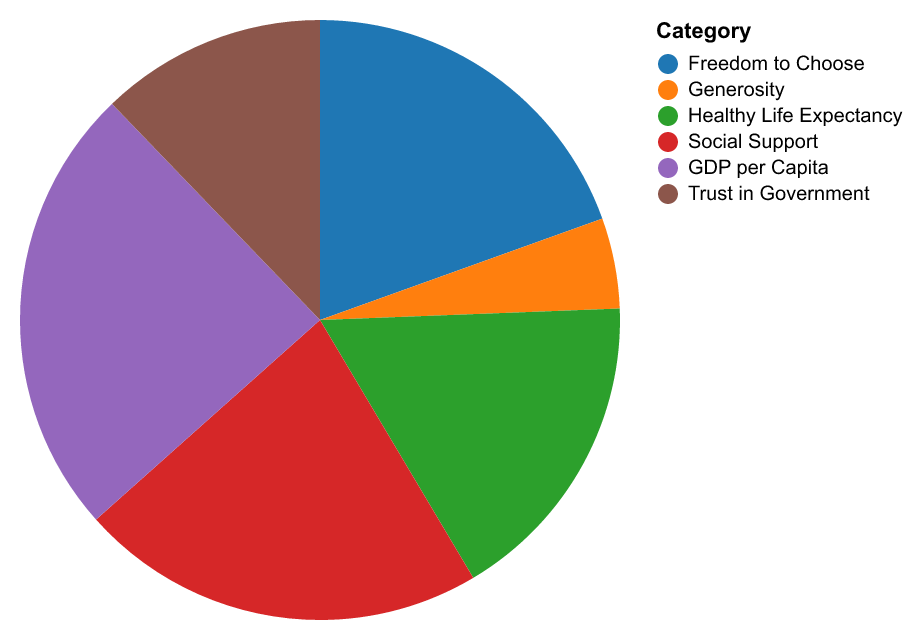 Category
Freedom to Choose
Generosity
Healthy Life Expectancy
Social Support
GDP per Capita
Trust in Government